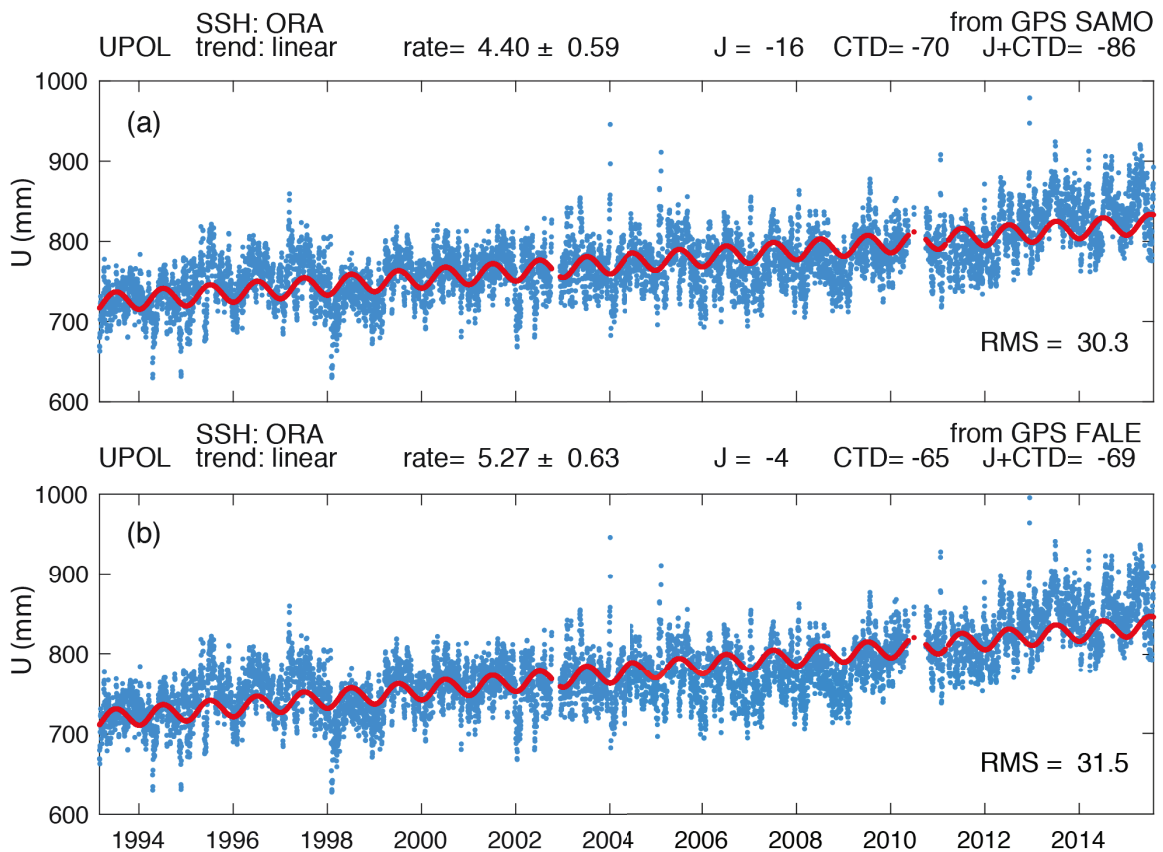 SSH: ORA from GPS SAMO
UPOL trend: linear rate= 4.40 ± 0.59 J = -16 CTD= -70 J+CTD= -86
1000
(a)
900
800
700
600
U (mm)
RMS = 30.3
SSH: ORA from GPS FALE
UPOL trend: linear rate= 5.27 ± 0.63 J = -4 CTD= -65 J+CTD= -69
1000
(b)
900
800
700
600
U (mm)
RMS = 31.5
1994 1996 1998 2000 2002 2004 2006 2008 2010 2012 2014